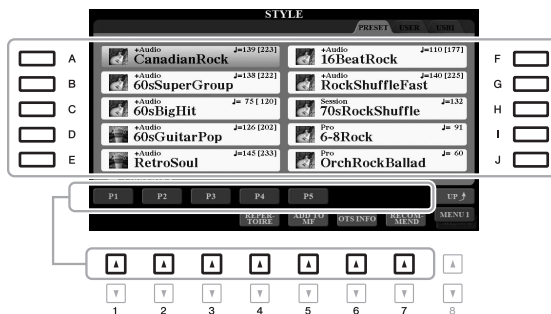 STYLE
PRESET USER USB1
A +Audio ♩=139 [223] +Audio ♩=110 [177] F
CanadianRock 16BeatRock
B +Audio ♩=138 [222] +Audio ♩=140 [225] G
60sSuperGroup RockShuffleFast
C +Audio ♩= 75 [120] Session ♩=132 H
60sBigHit 70sRockShuffle
D +Audio ♩=126 [202] Pro ♩= 91 I
60sGuitarPop 6-8Rock
E +Audio ♩=145 [233] Pro ♩= 60 J
RetroSoul OrchRockBallad
P1 P2 P3 P4 P5 UP
REPER-TOIRE ADD TO MF OTS INFO RECOM-MEND MENU 1
1 2 3 4 5 6 7 8